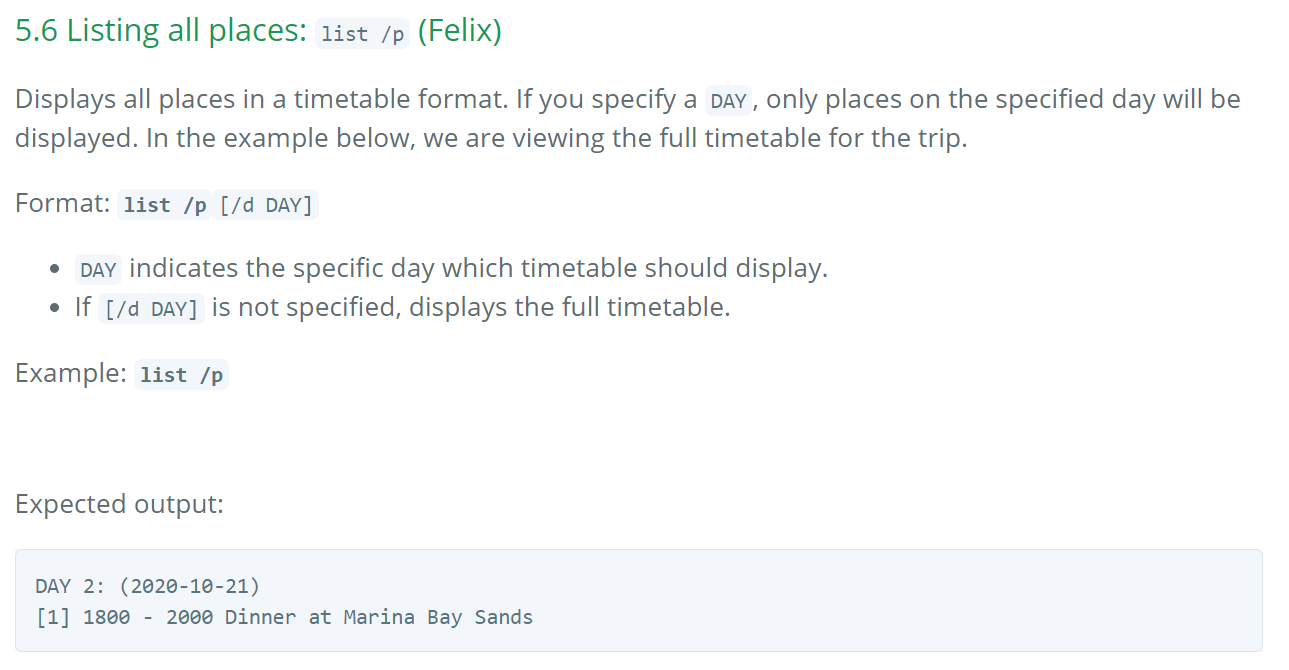 5.6 Listing all places: list /p (Felix)
Displays all places in a timetable format. If you specify a DAY, only places on the specified day will be
displayed. In the example below, we are viewing the full timetable for the trip.
Format: list /p [/d DAY]
• DAY indicates the specific day which timetable should display.
• If [/d DAY] is not specified, displays the full timetable.
Example: list /p
Expected output:
DAY 2: (2020-10-21)
[1] 1800 - 2000 Dinner at Marina Bay Sands